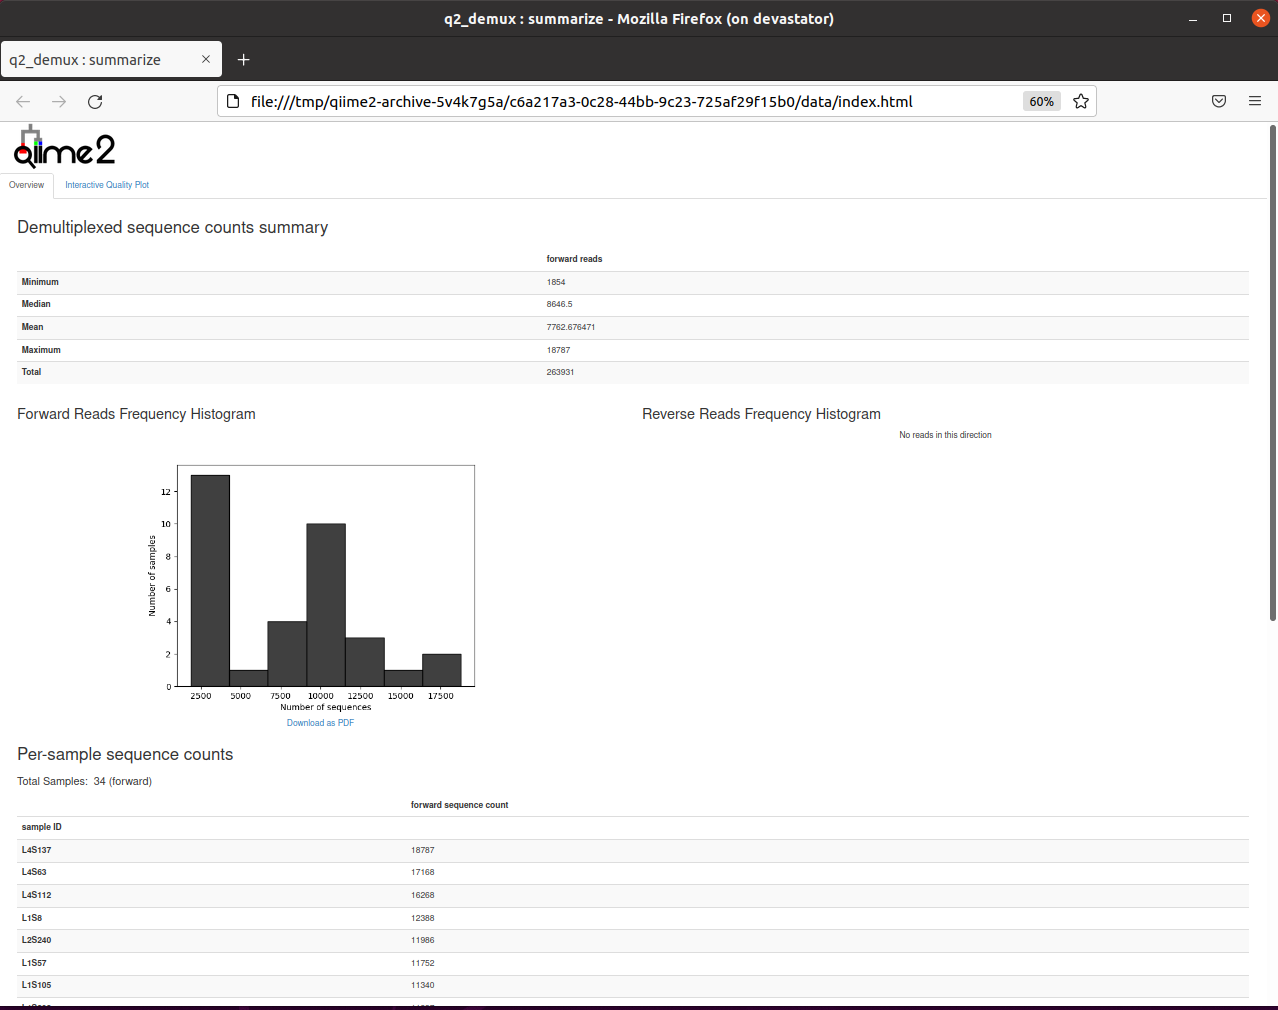 q2_demux : summarize - Mozilla Firefox (on devastator)
q2_demux : summarize
file:///tmp/qiime2-archive-5v4k7g5a/c6a217a3-0c28-44bb-9c23-725af29f15b0/data/index.html 60%
qiime2
Overview Interactive Quality Plot
Demultiplexed sequence counts summary
forward reads
Minimum 1854
Median 8646.5
Mean 7762.676471
Maximum 18787
Total 263931
Forward Reads Frequency Histogram
Reverse Reads Frequency Histogram
No reads in this direction
12
10
8
6
4
2
0
Number of samples
2500 5000 7500 10000 12500 15000 17500
Number of sequences
Download as PDF
Per-sample sequence counts
Total Samples: 34 (forward)
forward sequence count
sample ID
L4S137 18787
L4S63 17168
L4S112 16268
L1S8 12388
L2S240 11986
L1S57 11752
L1S105 11340